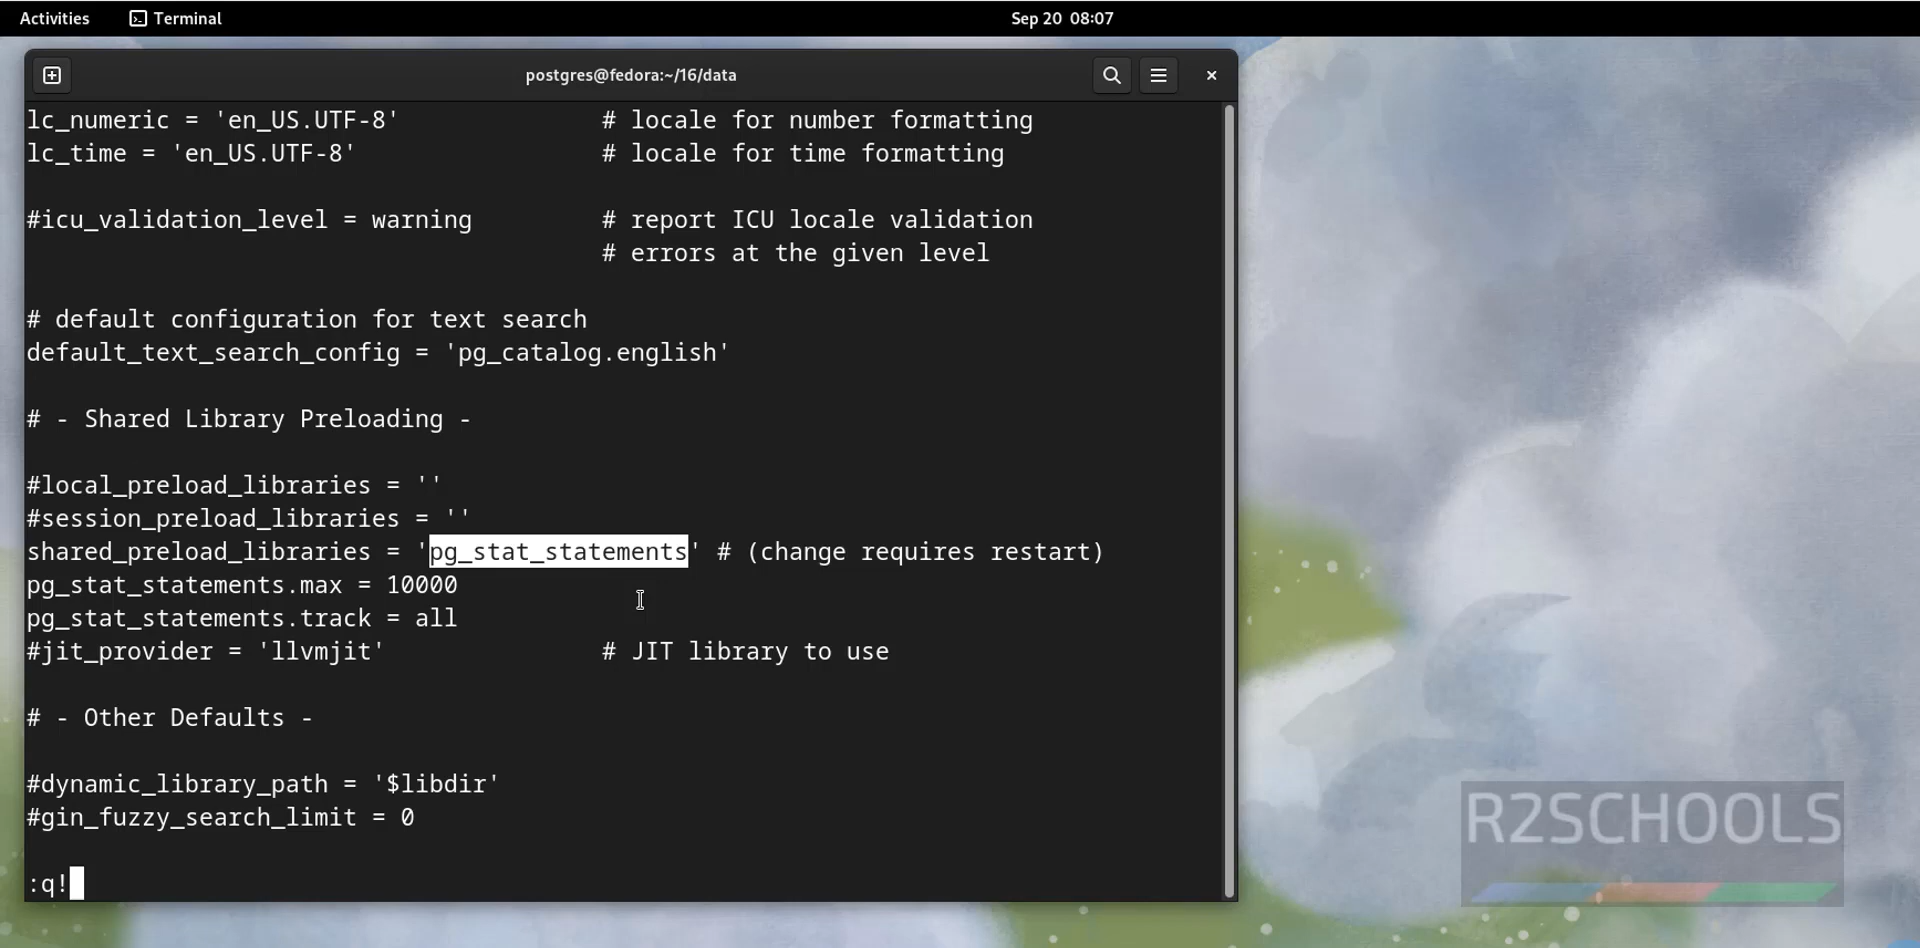 Activities Terminal Sep 20 08:07
postgres@fedora:~/16/data
lc_numeric = 'en_US.UTF-8' # locale for number formatting
lc_time = 'en_US.UTF-8' # locale for time formatting
#icu_validation_level = warning # report ICU locale validation
# errors at the given level
# default configuration for text search
default_text_search_config = 'pg_catalog.english'
# - Shared Library Preloading -
#local_preload_libraries = ''
#session_preload_libraries = ''
shared_preload_libraries = 'pg_stat_statements' # (change requires restart)
pg_stat_statements.max = 10000
pg_stat_statements.track = all
#jit_provider = 'llvmjit' # JIT library to use
# - Other Defaults -
#dynamic_library_path = '$libdir'
#gin_fuzzy_search_limit = 0
:q!
R2SCHOOLS